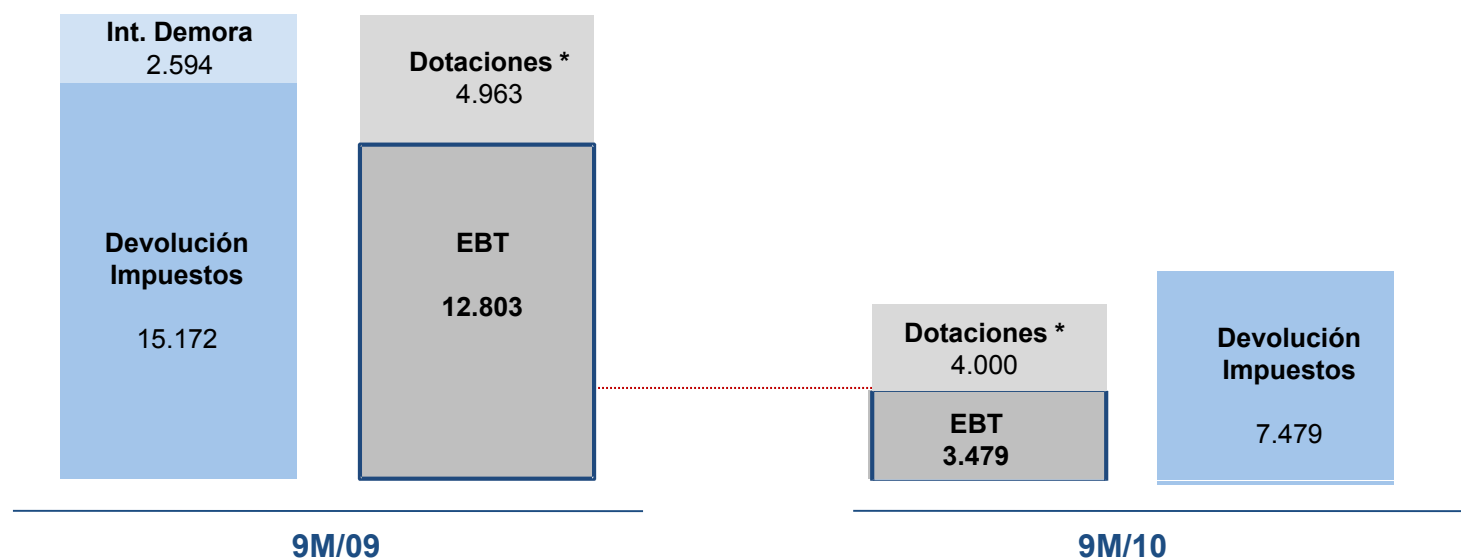 Int. Demora
2.594
Devolución
Impuestos
15.172
Dotaciones *
4.963
EBT
12.803
Dotaciones *
4.000
EBT
3.479
Devolución
Impuestos
7.479
9M/09
9M/10